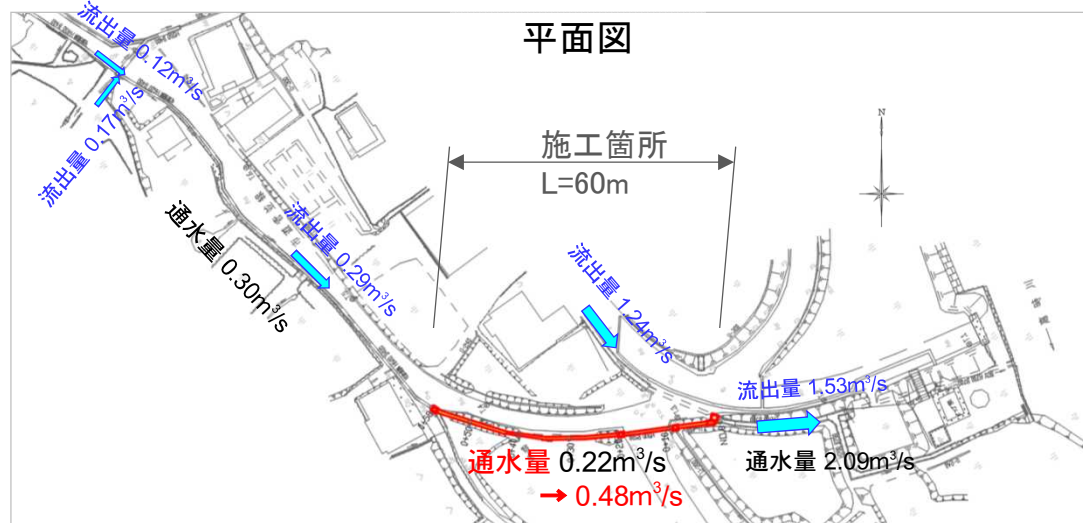 平面図
流出量 0.12m³/s
流出量 0.17m³/s
施工箇所
L=60m
N
通水量 0.30m³/s
流出量 0.29m³/s
流出量 1.24m³/s
流出量 1.53m³/s
通水量 0.22m³/s
→ 0.48m³/s
通水量 2.09m³/s